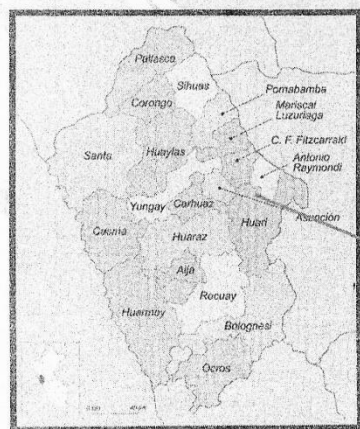 Pallasca
Sihuas
Corongo
Pomabamba
Mariscal
Luzuriaga
C. F. Fitzcarrald
Antonio
Raymondi
Santa
Huaylas
Yungay
Carhuaz
Asunción
Casma
Huaraz
Huari
Aija
Recuay
Huarmey
Bolognesi
Ocros